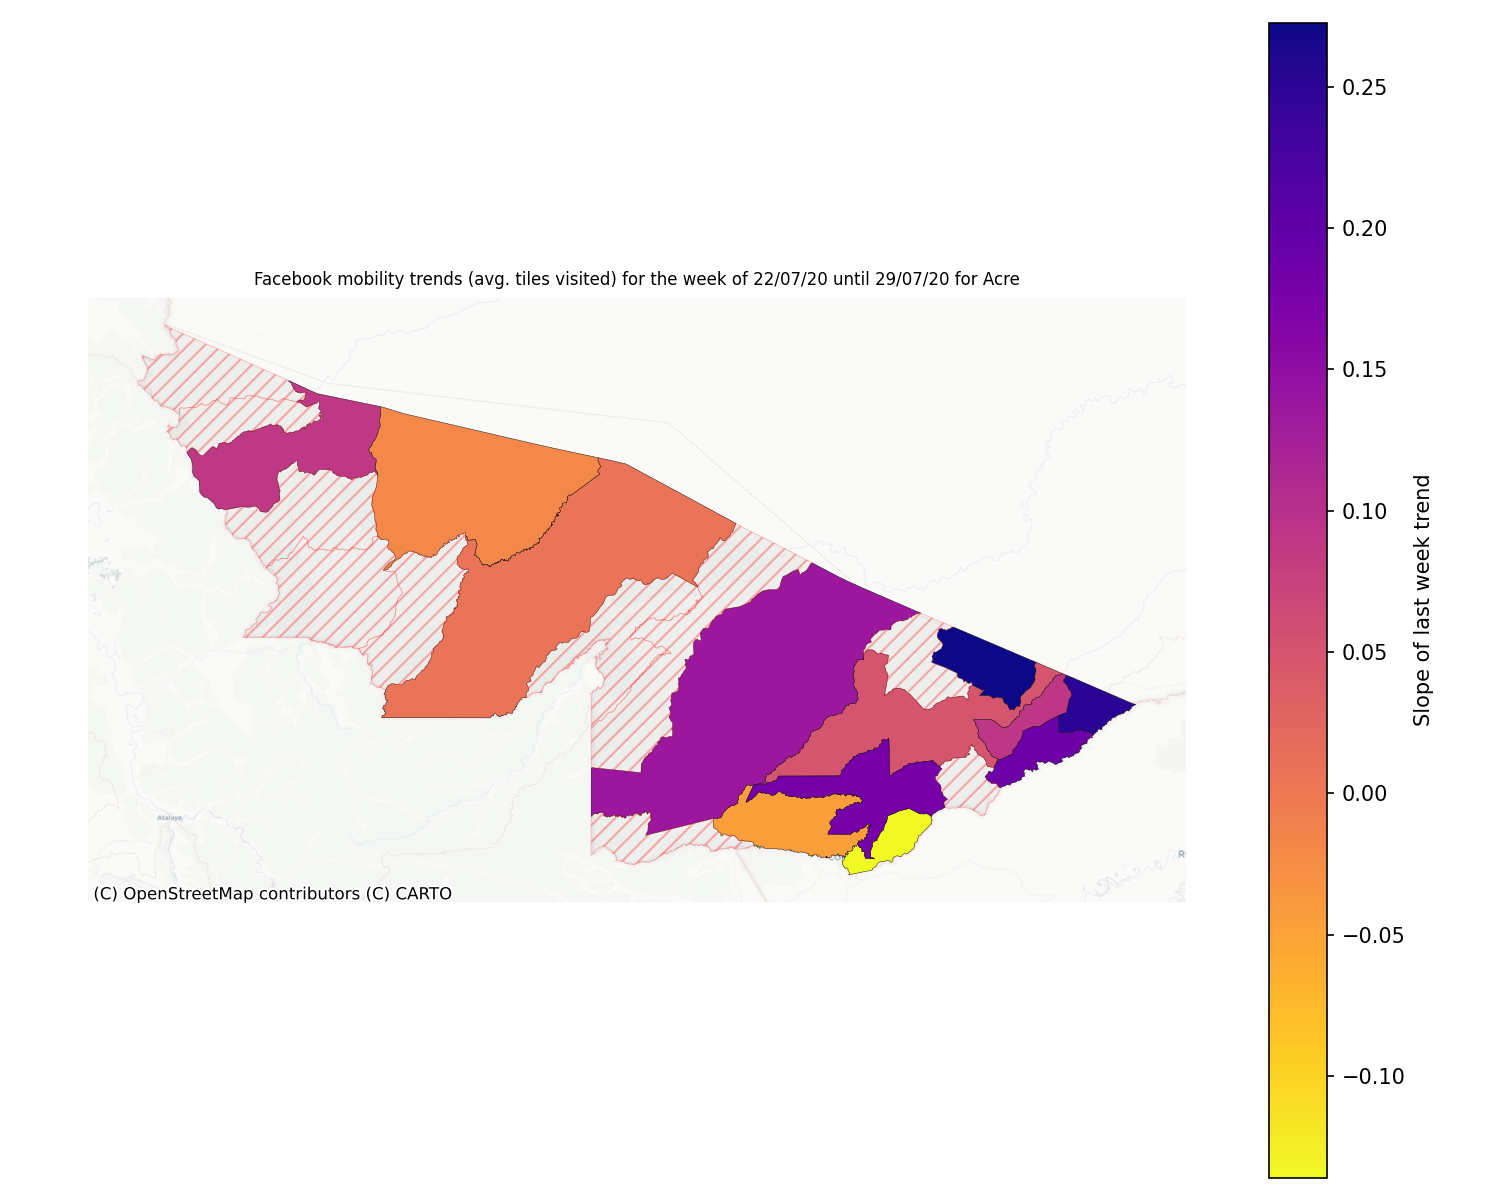 Facebook mobility trends (avg. tiles visited) for the week of 22/07/20 until 29/07/20 for Acre
Atalaya
(C) OpenStreetMap contributors (C) CARTO
0.25
0.20
0.15
0.10
0.05
0.00
−0.05
−0.10
Slope of last week trend